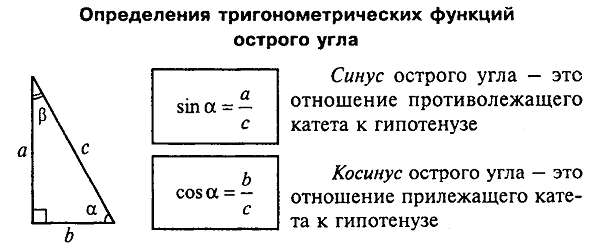 Определения тригонометрических функций
острого угла
β
a
c
α
b
sin α = a/c
Синус острого угла – это
отношение противолежащего
катета к гипотенузе
cos α = b/c
Косинус острого угла – это
отношение прилежащего кате-
та к гипотенузе